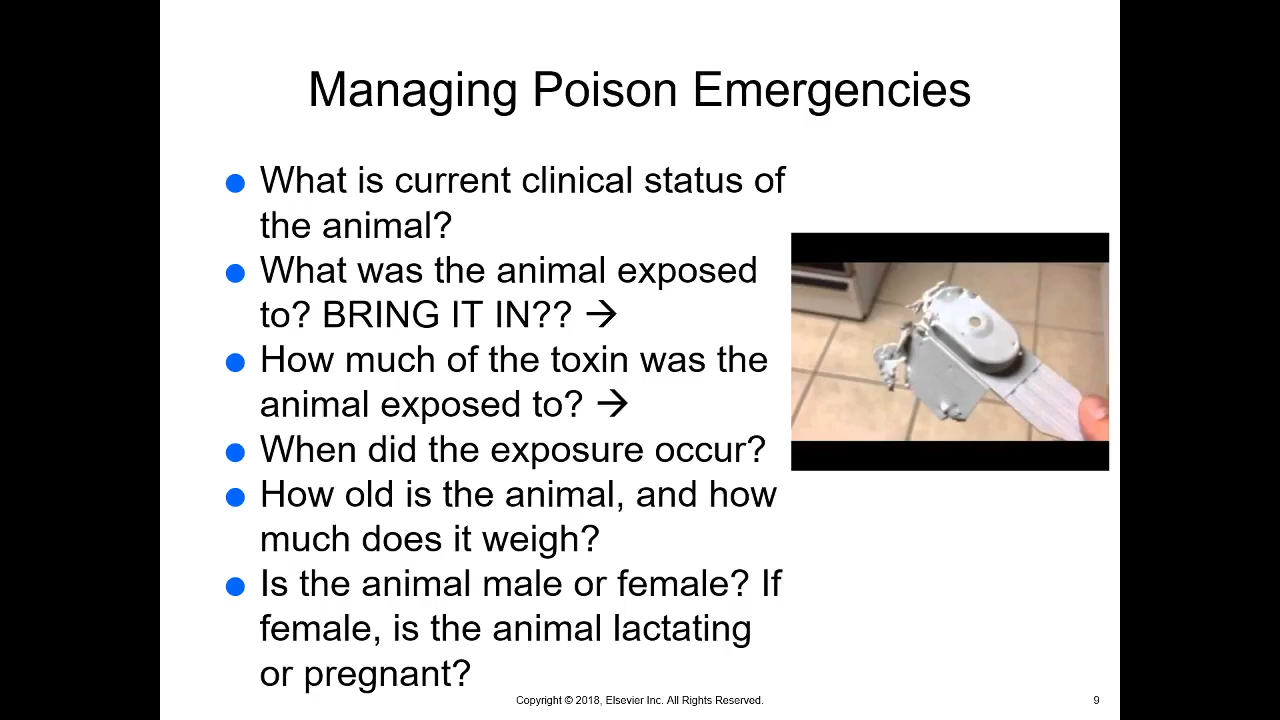 Managing Poison Emergencies
● What is current clinical status of
the animal?
● What was the animal exposed
to? BRING IT IN?? →
● How much of the toxin was the
animal exposed to? →
● When did the exposure occur?
● How old is the animal, and how
much does it weigh?
● Is the animal male or female? If
female, is the animal lactating
or pregnant?
Copyright © 2018, Elsevier Inc. All Rights Reserved.
9